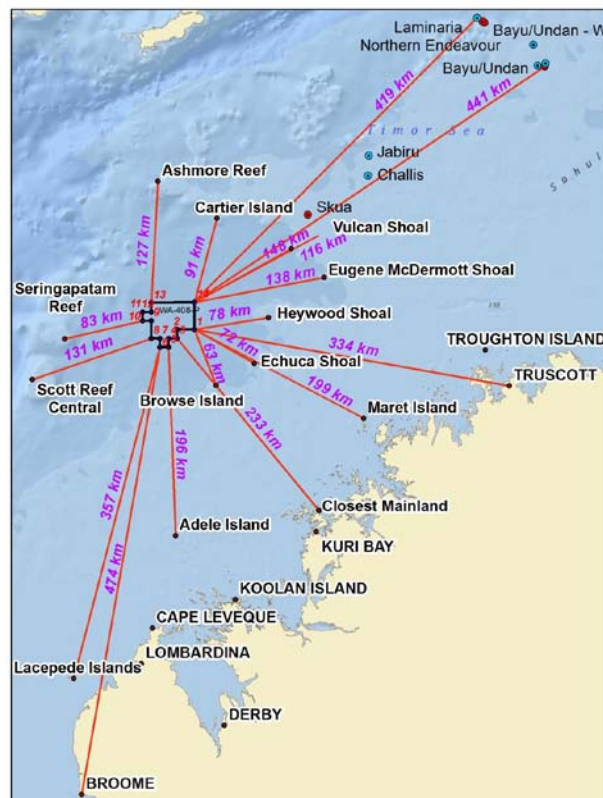 Laminaria
Bayu/Undan - W
Northern Endeavour
Bayu/Undan
419 km
441 km
Timor Sea
Sahul
Jabiru
Challis
Ashmore Reef
Cartier Island
Skua
Vulcan Shoal
127 km
91 km
148 km
116 km
138 km
Eugene McDermott Shoal
Seringapatam
Reef
83 km
131 km
WA-408-P
78 km
Heywood Shoal
334 km
TROUGHTON ISLAND
TRUSCOTT
72 km
Echuca Shoal
63 km
199 km
Maret Island
Scott Reef
Central
Browse Island
233 km
196 km
357 km
474 km
Closest Mainland
KURI BAY
Adele Island
KOOLAN ISLAND
CAPE LEVEQUE
LOMBARDINA
Lacepede Islands
DERBY
BROOME